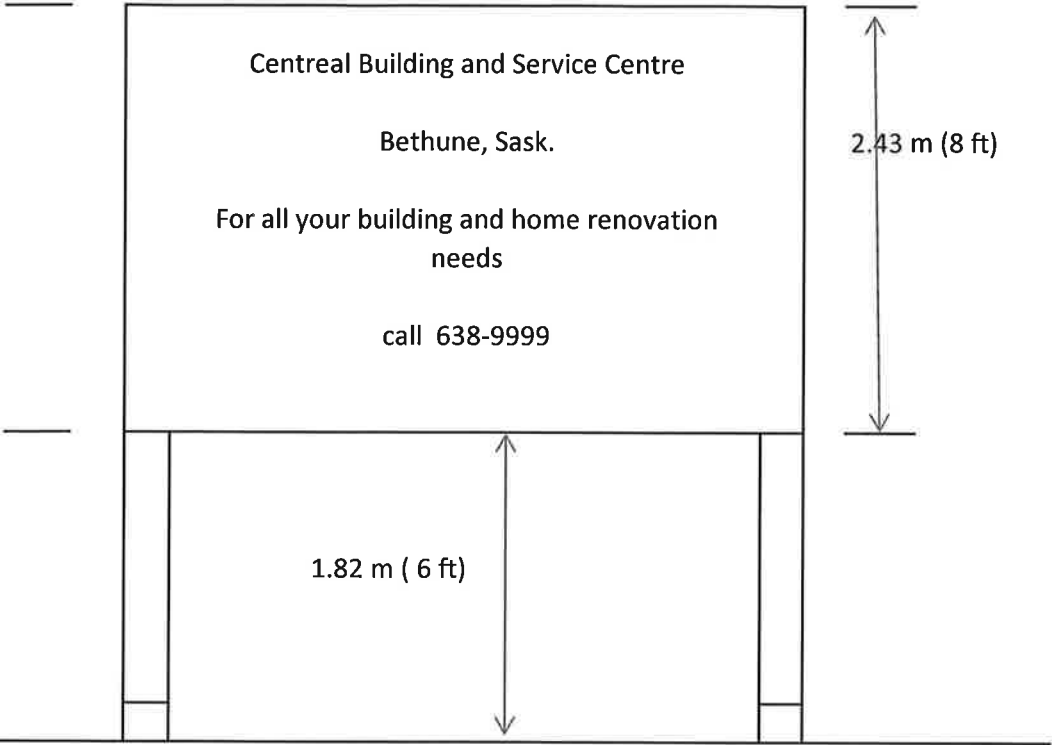 Centreal Building and Service Centre
Bethune, Sask.
2.43 m (8 ft)
For all your building and home renovation
needs
call 638-9999
1.82 m ( 6 ft)